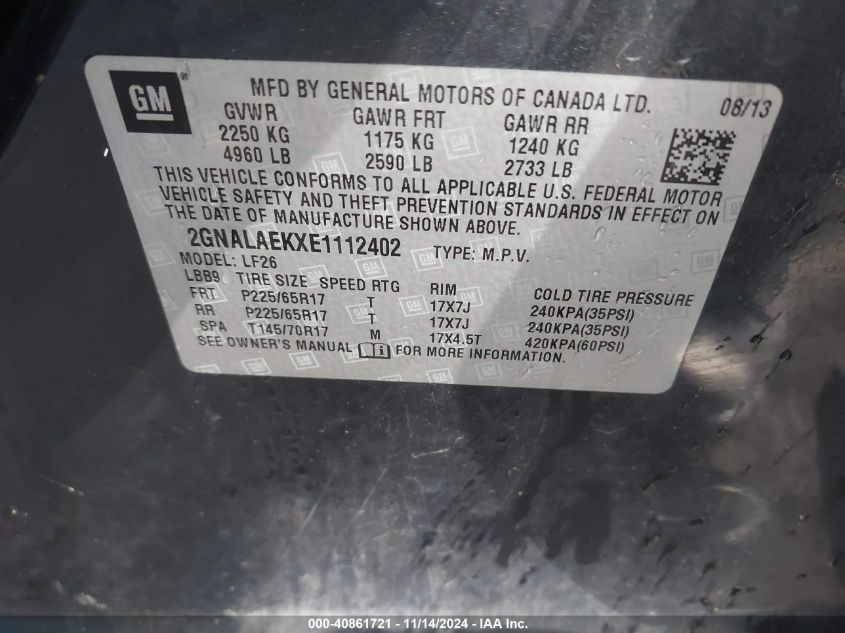 GM ®
MFD BY GENERAL MOTORS OF CANADA LTD. 08/13
GVWR GAWR FRT GAWR RR
2250 KG 1175 KG 1240 KG
4960 LB 2590 LB 2733 LB
THIS VEHICLE CONFORMS TO ALL APPLICABLE U.S. FEDERAL MOTOR
VEHICLE SAFETY AND THEFT PREVENTION STANDARDS IN EFFECT ON
THE DATE OF MANUFACTURE SHOWN ABOVE.
2GNALAEKXE1112402 TYPE: M.P.V.
MODEL: LF26
LBB9 TIRE SIZE SPEED RTG RIM COLD TIRE PRESSURE
FRT P225/65R17 T 17X7J 240KPA(35PSI)
RR P225/65R17 T 17X7J 240KPA(35PSI)
SPA T145/70R17 M 17X4.5T 420KPA(60PSI)
SEE OWNER'S MANUAL FOR MORE INFORMATION.
000-40861721 - 11/14/2024 - IAA Inc.